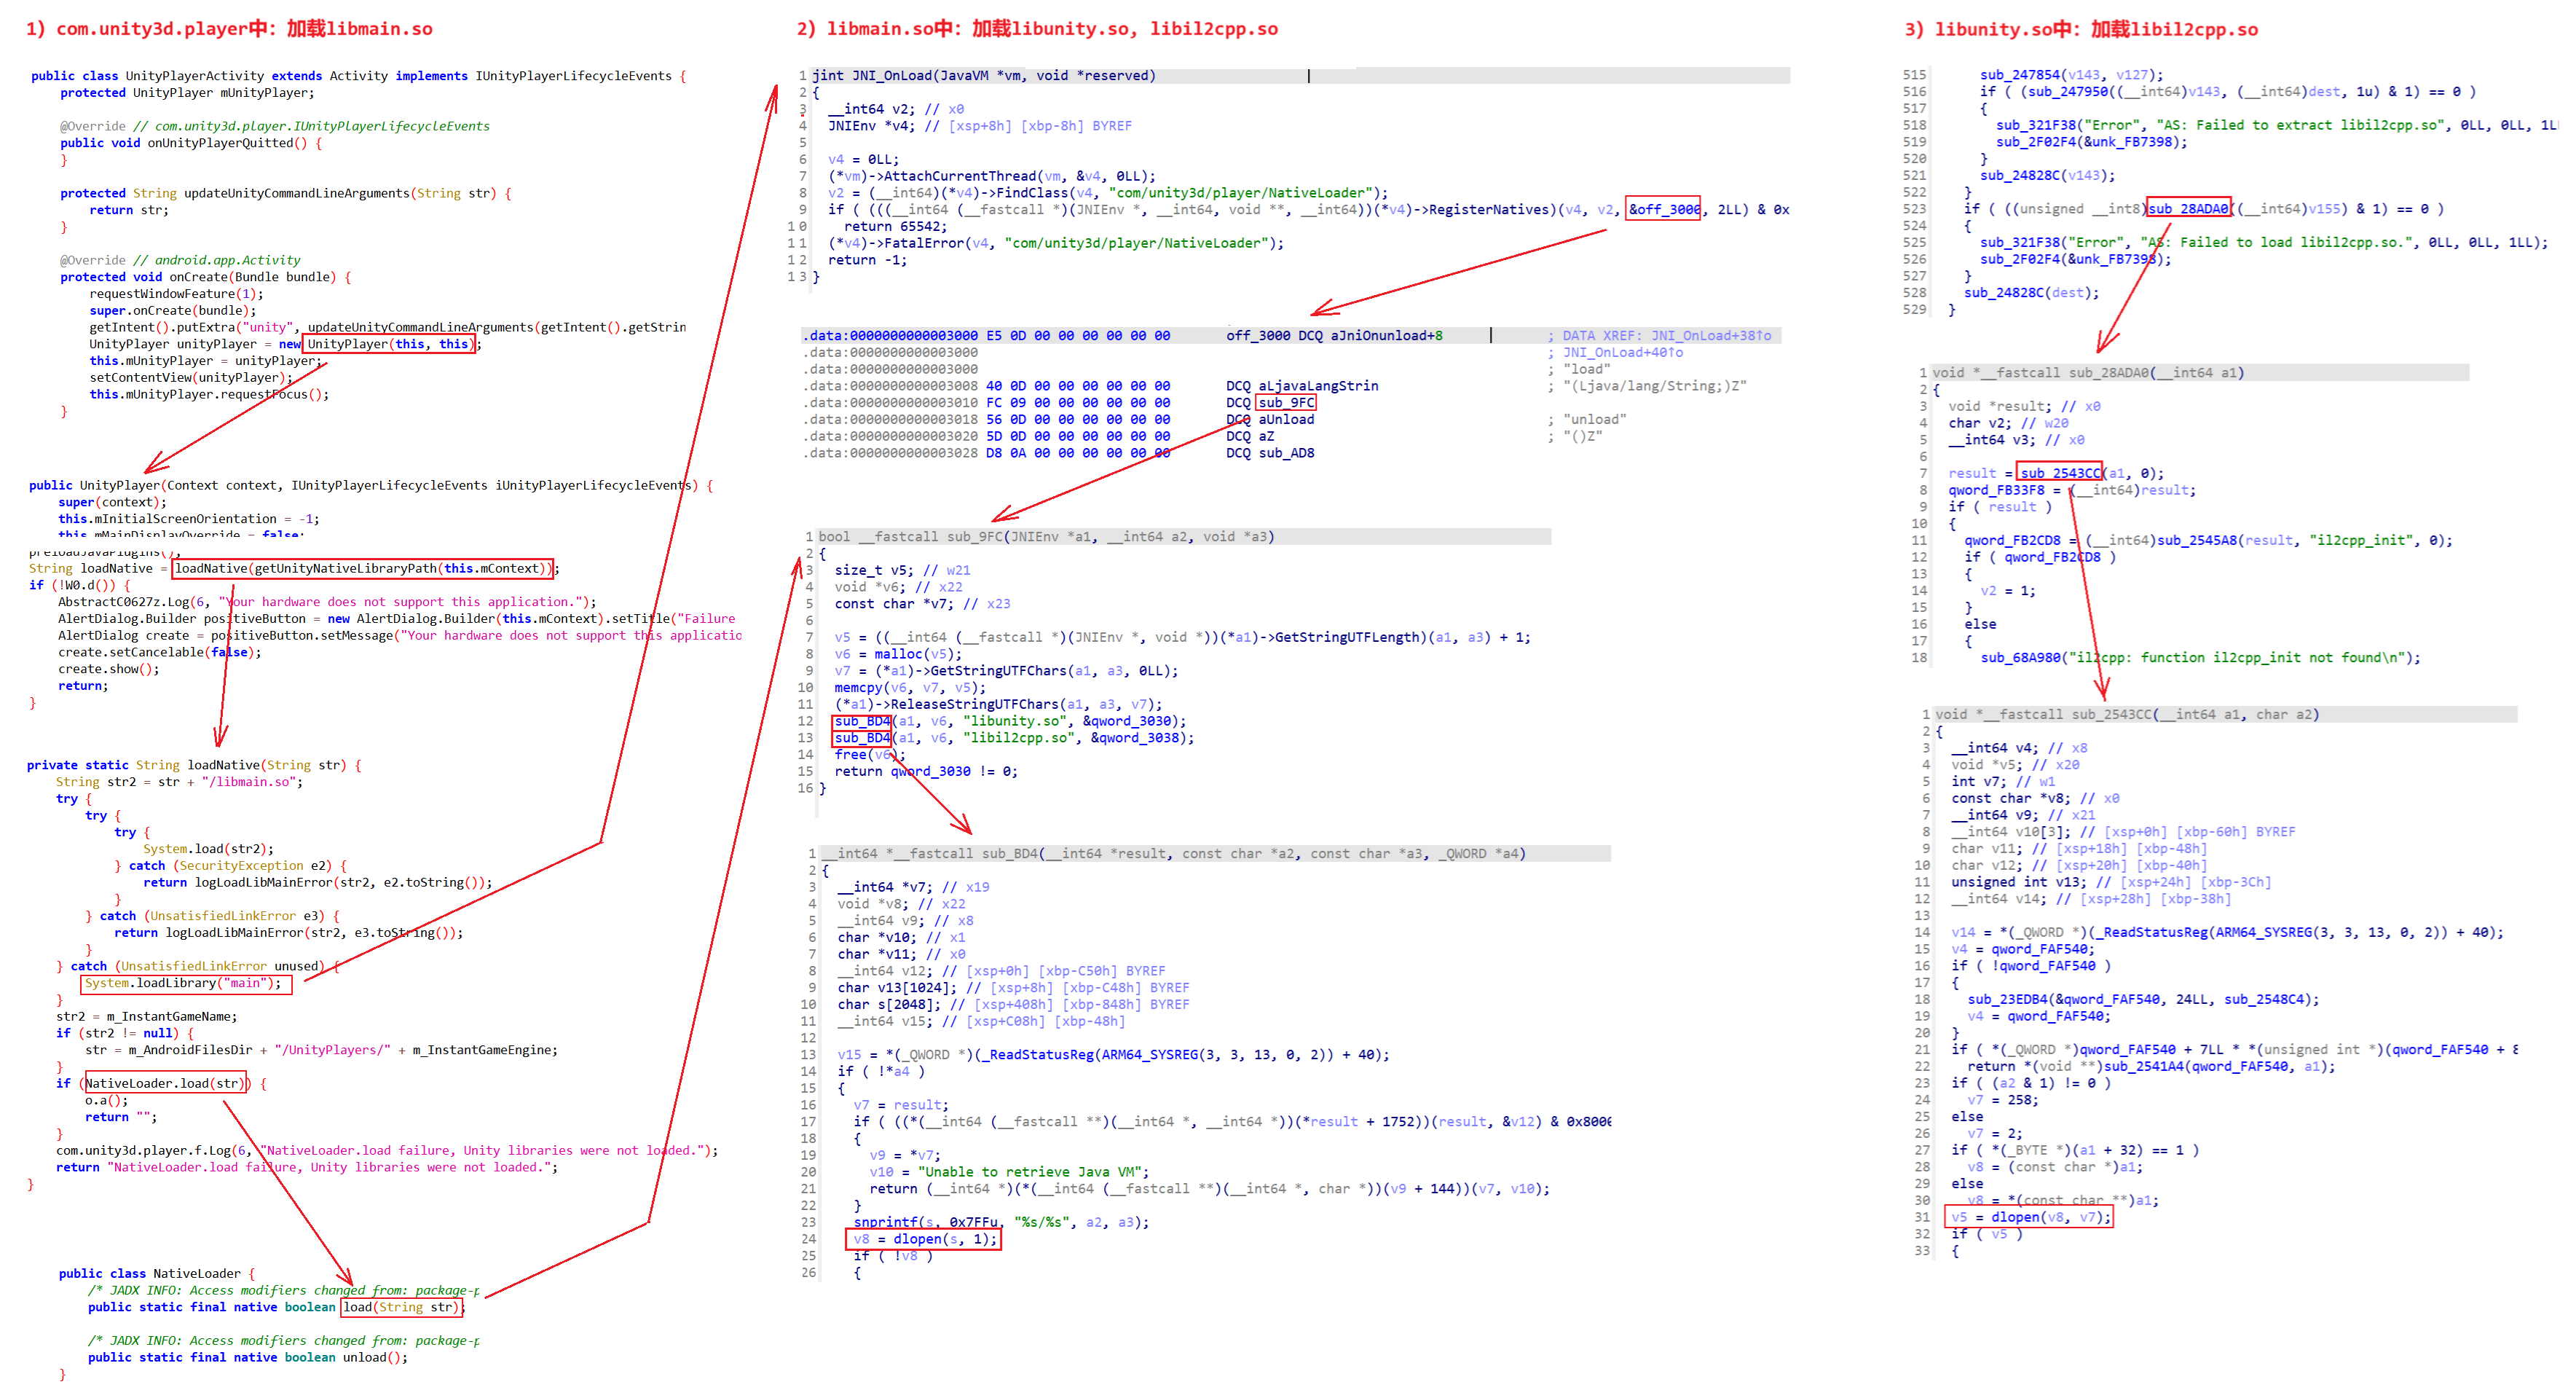 1) com.unity3d.player中: 加载libmain.so
public class UnityPlayerActivity extends Activity implements IUnityPlayerLifecycleEvents {
protected UnityPlayer mUnityPlayer;
@Override // com.unity3d.player.IUnityPlayerLifecycleEvents
public void onUnityPlayerQuitted() {
}
protected String updateUnityCommandLineArguments(String str) {
return str;
}
@Override // android.app.Activity
protected void onCreate(Bundle bundle) {
requestWindowFeature(1);
super.onCreate(bundle);
getIntent().putExtra("unity", updateUnityCommandLineArguments(getIntent().getStrin
UnityPlayer unityPlayer = new UnityPlayer(this, this);
this.mUnityPlayer = unityPlayer;
setContentView(unityPlayer);
this.mUnityPlayer.requestFocus();
}
public UnityPlayer(Context context, IUnityPlayerLifecycleEvents iUnityPlayerLifecycleEvents) {
super(context);
this.mInitialScreenOrientation = -1;
this.mMainDisplayOverride = false;
preloadJavaPlugins();
String loadNative = loadNative(getUnityNativeLibraryPath(this.mContext));
if (!W0.d()) {
AbstractC0627z.Log(6, "Your hardware does not support this application.");
AlertDialog.Builder positiveButton = new AlertDialog.Builder(this.mContext).setTitle("Failure
AlertDialog create = positiveButton.setMessage("Your hardware does not support this applicatio
create.setCancelable(false);
create.show();
return;
}
private static String loadNative(String str) {
String str2 = str + "/libmain.so";
try {
try {
try {
System.load(str2);
} catch (SecurityException e2) {
return logLoadLibMainError(str2, e2.toString());
}
} catch (UnsatisfiedLinkError e3) {
return logLoadLibMainError(str2, e3.toString());
}
} catch (UnsatisfiedLinkError unused) {
System.loadLibrary("main");
}
str2 = m_InstantGameName;
if (str2 != null) {
str = m_AndroidFilesDir + "/UnityPlayers/" + m_InstantGameEngine;
}
if (NativeLoader.load(str)) {
o.a();
return "";
}
com.unity3d.player.f.Log(6, "NativeLoader.load failure, Unity libraries were not loaded.");
return "NativeLoader.load failure, Unity libraries were not loaded.";
}
public class NativeLoader {
/* JADX INFO: Access modifiers changed from: package-p
public static final native boolean load(String str);
/* JADX INFO: Access modifiers changed from: package-p
public static final native boolean unload();
}
2) libmain.so中: 加载libunity.so, libil2cpp.so
1 jint JNI_OnLoad(JavaVM *vm, void *reserved)
2 {
3 __int64 v2; // x0
4 JNIEnv *v4; // [xsp+8h] [xbp-8h] BYREF
5
6 v4 = 0LL;
7 (*vm)->AttachCurrentThread(vm, &v4, 0LL);
8 v2 = (__int64)(*v4)->FindClass(v4, "com/unity3d/player/NativeLoader");
9 if ( (((__int64 (__fastcall *)(JNIEnv *, __int64, void **, __int64))(*v4)->RegisterNatives)(v4, v2, &off_3000, 2LL) & 0x
10 return 65542;
11 (*v4)->FatalError(v4, "com/unity3d/player/NativeLoader");
12 return -1;
13 }
.data:0000000000003000 E5 0D 00 00 00 00 00 00 off_3000 DCQ aJniOnunload+8 ; DATA XREF: JNI_OnLoad+38↑o
.data:0000000000003000 ; JNI_OnLoad+40↑o
.data:0000000000003000 ; "load"
.data:0000000000003008 40 0D 00 00 00 00 00 00 DCQ aLjavaLangStrin ; "(Ljava/lang/String;)Z"
.data:0000000000003010 FC 09 00 00 00 00 00 00 DCQ sub_9FC
.data:0000000000003018 56 0D 00 00 00 00 00 00 DCQ aUnload ; "unload"
.data:0000000000003020 5D 0D 00 00 00 00 00 00 DCQ aZ ; "()Z"
.data:0000000000003028 D8 0A 00 00 00 00 00 00 DCQ sub_AD8
1 bool __fastcall sub_9FC(JNIEnv *a1, __int64 a2, void *a3)
2 {
3 size_t v5; // w21
4 void *v6; // x22
5 const char *v7; // x23
6
7 v5 = ((__int64 (__fastcall *)(JNIEnv *, void *))(*a1)->GetStringUTFLength)(a1, a3) + 1;
8 v6 = malloc(v5);
9 v7 = (*a1)->GetStringUTFChars(a1, a3, 0LL);
10 memcpy(v6, v7, v5);
11 (*a1)->ReleaseStringUTFChars(a1, a3, v7);
12 sub_BD4(a1, v6, "libunity.so", &qword_3030);
13 sub_BD4(a1, v6, "libil2cpp.so", &qword_3038);
14 free(v6);
15 return qword_3030 != 0;
16 }
1 __int64 *__fastcall sub_BD4(__int64 *result, const char *a2, const char *a3, _QWORD *a4)
2 {
3 __int64 *v7; // x19
4 void *v8; // x22
5 __int64 v9; // x8
6 char *v10; // x1
7 char *v11; // x0
8 __int64 v12; // [xsp+0h] [xbp-C50h] BYREF
9 char v13[1024]; // [xsp+8h] [xbp-C48h] BYREF
10 char s[2048]; // [xsp+408h] [xbp-848h] BYREF
11 __int64 v15; // [xsp+C08h] [xbp-48h]
12
13 v15 = *(_QWORD *)(_ReadStatusReg(ARM64_SYSREG(3, 3, 13, 0, 2)) + 40);
14 if ( !*a4 )
15 {
16 v7 = result;
17 if ( ((*(__int64 (__fastcall **)(__int64 *, __int64 *))(*result + 1752))(result, &v12) & 0x8000
18 {
19 v9 = *v7;
20 v10 = "Unable to retrieve Java VM";
21 return (__int64 *)(*(__int64 (__fastcall **)(__int64 *, char *))(v9 + 144))(v7, v10);
22 }
23 snprintf(s, 0x7FFu, "%s/%s", a2, a3);
24 v8 = dlopen(s, 1);
25 if ( !v8 )
26 {
3) libunity.so中: 加载libil2cpp.so
515 sub_247854(v143, v127);
516 if ( (sub_247950((__int64)v143, (__int64)dest, 1u) & 1) == 0 )
517 {
518 sub_321F38("Error", "AS: Failed to extract libil2cpp.so", 0LL, 0LL, 1L
519 sub_2F02F4(&unk_FB7398);
520 }
521 sub_24828C(v143);
522 }
523 if ( ((unsigned __int8)sub_28ADA0((__int64)v155) & 1) == 0 )
524 {
525 sub_321F38("Error", "AS: Failed to load libil2cpp.so.", 0LL, 0LL, 1LL);
526 sub_2F02F4(&unk_FB7398);
527 }
528 sub_24828C(dest);
529 }
1 void *__fastcall sub_28ADA0(__int64 a1)
2 {
3 void *result; // x0
4 char v2; // w20
5 __int64 v3; // x0
6
7 result = sub_2543CC(a1, 0);
8 qword_FB33F8 = (__int64)result;
9 if ( result )
10 {
11 qword_FB2CD8 = (__int64)sub_2545A8(result, "il2cpp_init", 0);
12 if ( qword_FB2CD8 )
13 {
14 v2 = 1;
15 }
16 else
17 {
18 sub_68A980("il2cpp: function il2cpp_init not found\n");
1 void *__fastcall sub_2543CC(__int64 a1, char a2)
2 {
3 __int64 v4; // x8
4 void *v5; // x20
5 int v7; // w1
6 const char *v8; // x0
7 __int64 v9; // x21
8 __int64 v10[3]; // [xsp+0h] [xbp-60h] BYREF
9 char v11; // [xsp+18h] [xbp-48h]
10 char v12; // [xsp+20h] [xbp-40h]
11 unsigned int v13; // [xsp+24h] [xbp-3Ch]
12 __int64 v14; // [xsp+28h] [xbp-38h]
13
14 v14 = *(_QWORD *)(_ReadStatusReg(ARM64_SYSREG(3, 3, 13, 0, 2)) + 40);
15 v4 = qword_FAF540;
16 if ( !qword_FAF540 )
17 {
18 sub_23EDB4(&qword_FAF540, 24LL, sub_2548C4);
19 v4 = qword_FAF540;
20 }
21 if ( *(_QWORD *)qword_FAF540 + 7LL * *(unsigned int *)(qword_FAF540 + 8
22 return *(void **)sub_2541A4(qword_FAF540, a1);
23 if ( (a2 & 1) != 0 )
24 v7 = 258;
25 else
26 v7 = 2;
27 if ( *(_BYTE *)(a1 + 32) == 1 )
28 v8 = (const char *)a1;
29 else
30 v8 = *(const char **)a1;
31 v5 = dlopen(v8, v7);
32 if ( v5 )
33 {